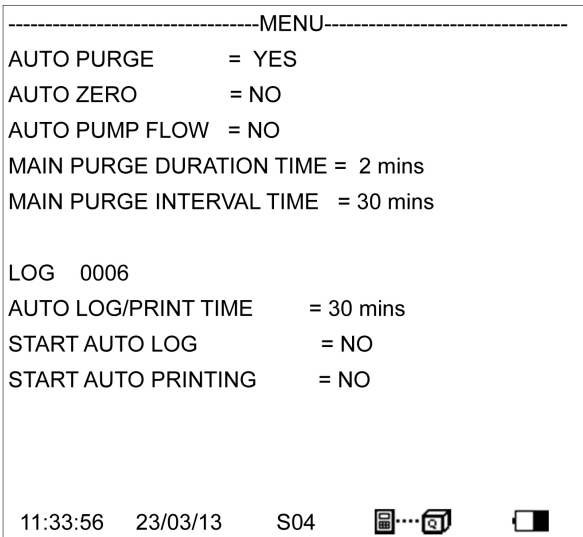 --------------------------------MENU--------------------------------
AUTO PURGE = YES
AUTO ZERO = NO
AUTO PUMP FLOW = NO
MAIN PURGE DURATION TIME = 2 mins
MAIN PURGE INTERVAL TIME = 30 mins
LOG 0006
AUTO LOG/PRINT TIME = 30 mins
START AUTO LOG = NO
START AUTO PRINTING = NO
11:33:56 23/03/13 S04 Q